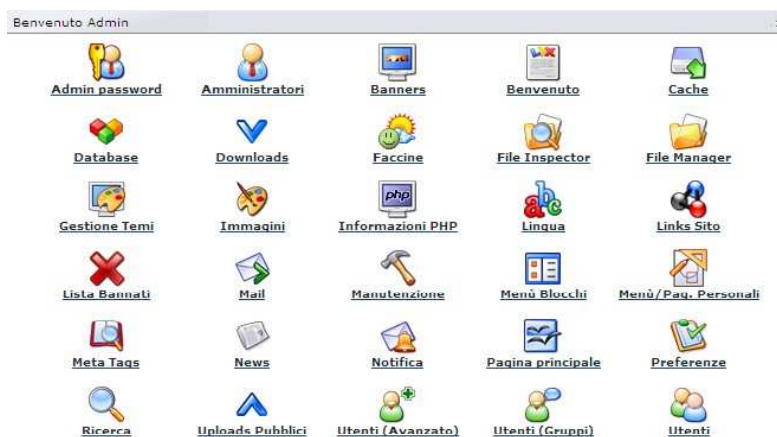 Benvenuto Admin
Admin password
Amministratori
Banners
Benvenuto
Cache
Database
Downloads
Faccine
File Inspector
File Manager
Gestione Temi
Immagini
php
Informazioni PHP
abc
Lingua
Links Sito
Lista Bannati
Mail
Manutenzione
Menù Blocchi
Menù/Pag. Personali
Meta Tags
News
Notifica
Pagina principale
Preferenze
Ricerca
Uploads Pubblici
Utenti (Avanzato)
Utenti (Gruppi)
Utenti